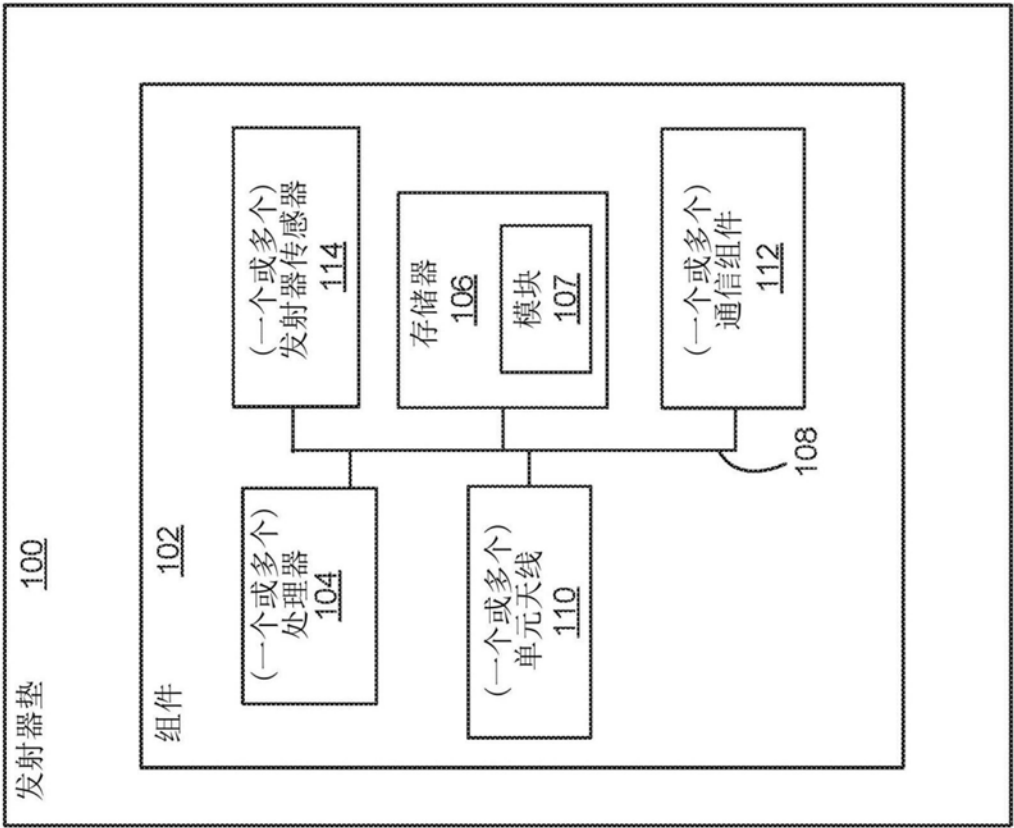 发射器垫 100
组件 102
(一个或多个)
处理器
104
(一个或多个)
发射器传感器
114
存储器
106
模块
107
(一个或多个)
单元天线
110
(一个或多个)
通信组件
112
108